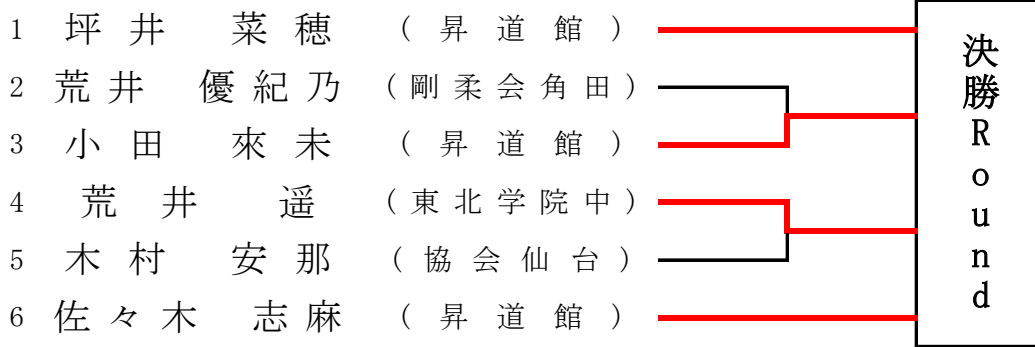 1 坪井 菜穂 (昇道館)
2 荒井 優紀乃 (剛柔会角田)
3 小田 來未 (昇道館)
4 荒井 遥 (東北学院中)
5 木村 安那 (協会仙台)
6 佐々木 志麻 (昇道館)
決勝Round